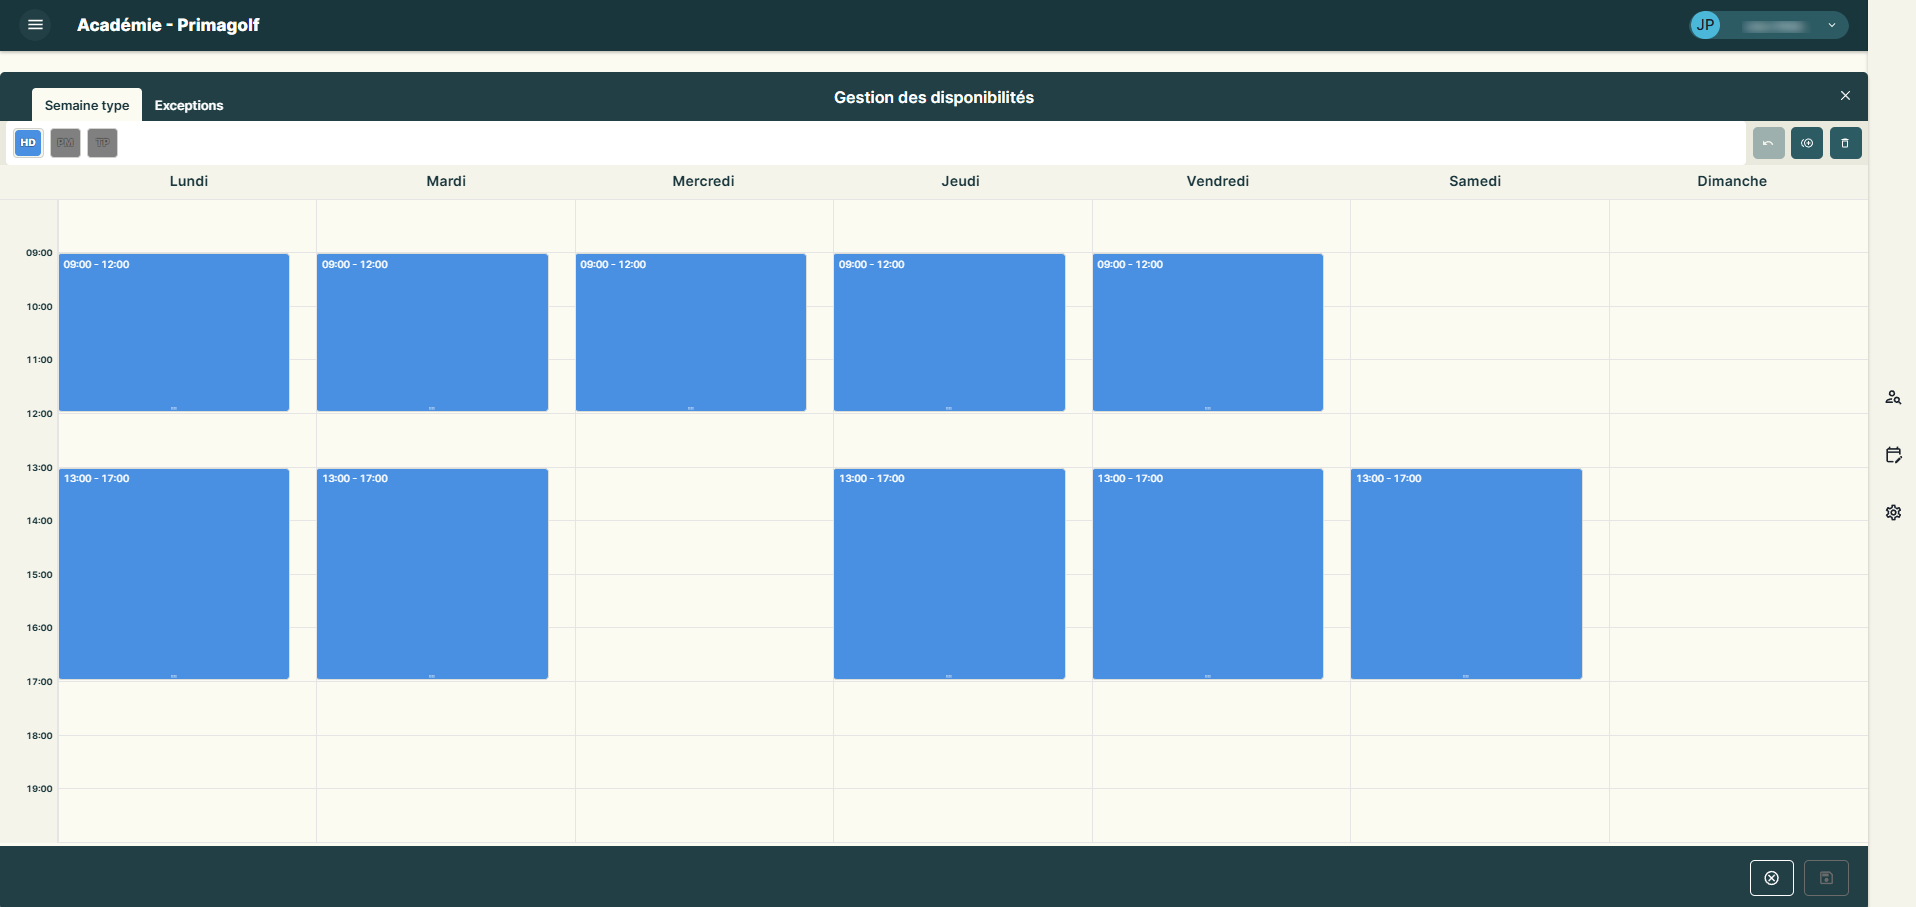 Académie - Primagolf
JP
Semaine type
Exceptions
Gestion des disponibilités
HD
PM
TP
Lundi
Mardi
Mercredi
Jeudi
Vendredi
Samedi
Dimanche
09:00
09:00 - 12:00
09:00 - 12:00
09:00 - 12:00
09:00 - 12:00
09:00 - 12:00
10:00
11:00
12:00
13:00
13:00 - 17:00
13:00 - 17:00
13:00 - 17:00
13:00 - 17:00
13:00 - 17:00
14:00
15:00
16:00
17:00
18:00
19:00